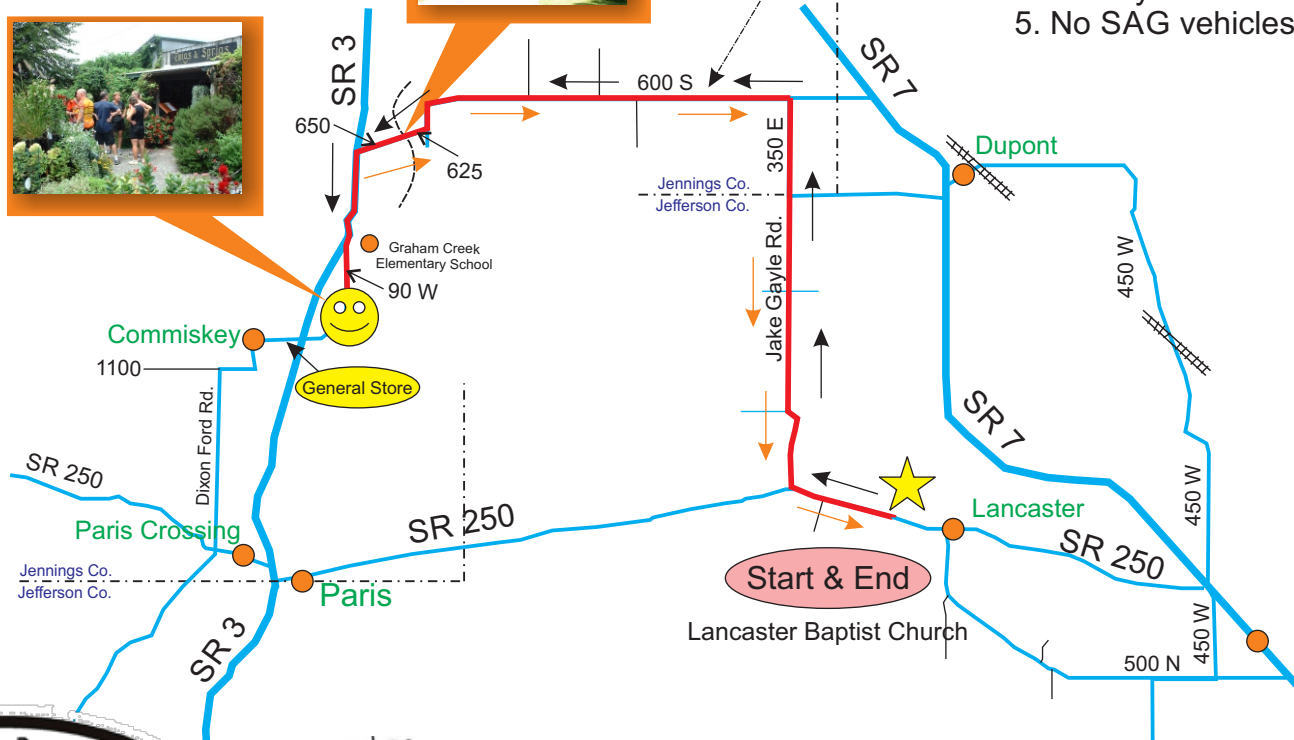 5. No SAG vehicles
SR 3
SR 7
600 S
650
625
350 E
Dupont
Jennings Co.
Jefferson Co.
Graham Creek
Elementary School
90 W
Jake Gayle Rd.
450 W
Commiskey
1100
General Store
Dixon Ford Rd.
SR 7
SR 250
Paris Crossing
SR 250
Lancaster
450 W
SR 250
Jennings Co.
Jefferson Co.
Paris
Start & End
Lancaster Baptist Church
SR 3
500 N
450 W